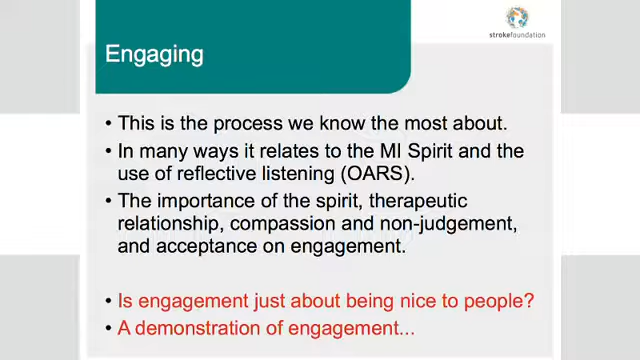 strokefoundation
Engaging
• This is the process we know the most about.
• In many ways it relates to the MI Spirit and the
use of reflective listening (OARS).
• The importance of the spirit, therapeutic
relationship, compassion and non-judgement,
and acceptance on engagement.
• Is engagement just about being nice to people?
• A demonstration of engagement...